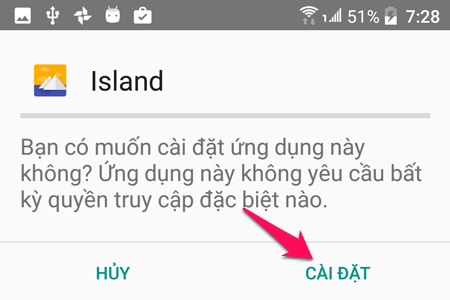 1 51% 7:28
Island
Bạn có muốn cài đặt ứng dụng này
không? Ứng dụng này không yêu cầu bất
kỳ quyền truy cập đặc biệt nào.
HỦY CÀI ĐẶT